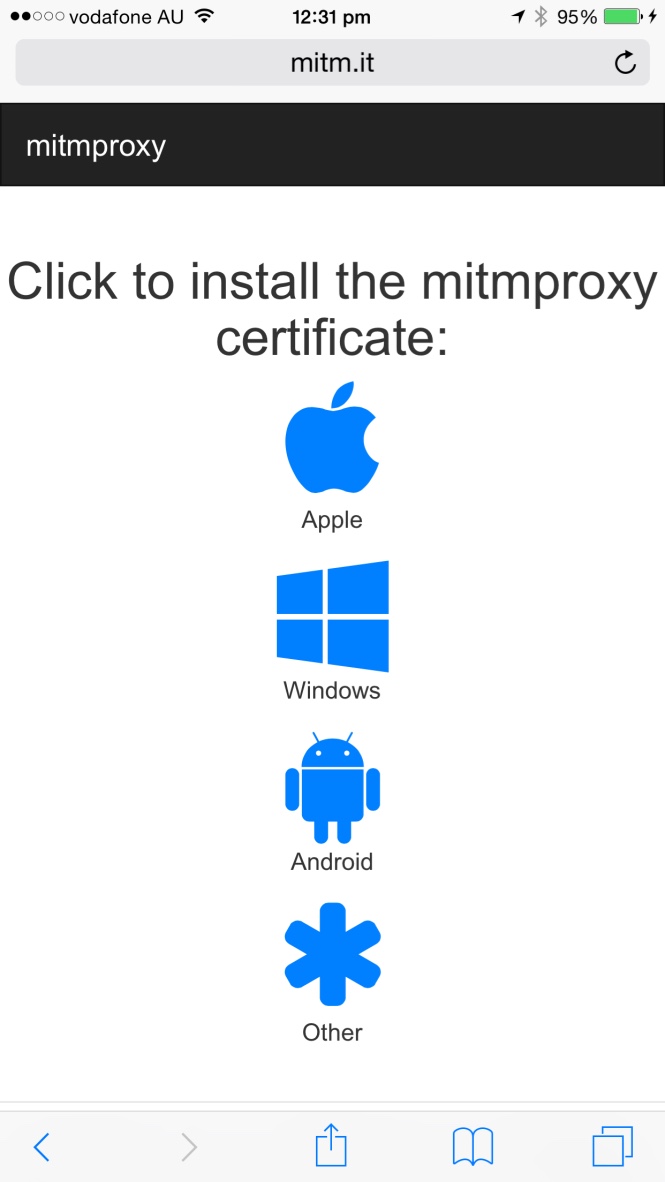 vodafone AU 12:31 pm 95%
mitm.it
mitmproxy
Click to install the mitmproxy
certificate:
Apple
Windows
Android
Other